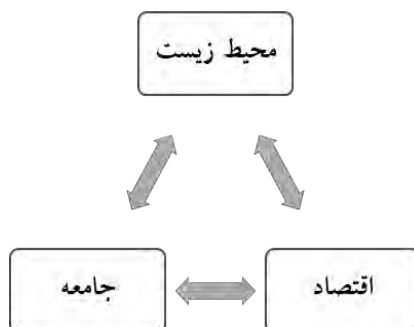 محیط زیست
اقتصاد
جامعه